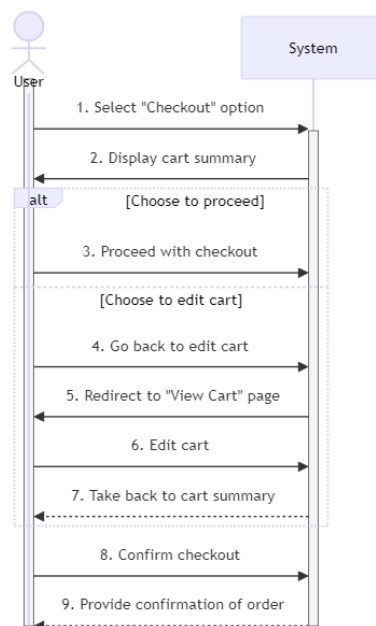 System
User
1. Select "Checkout" option
2. Display cart summary
alt
[Choose to proceed]
3. Proceed with checkout
[Choose to edit cart]
4. Go back to edit cart
5. Redirect to "View Cart" page
6. Edit cart
7. Take back to cart summary
8. Confirm checkout
9. Provide confirmation of order